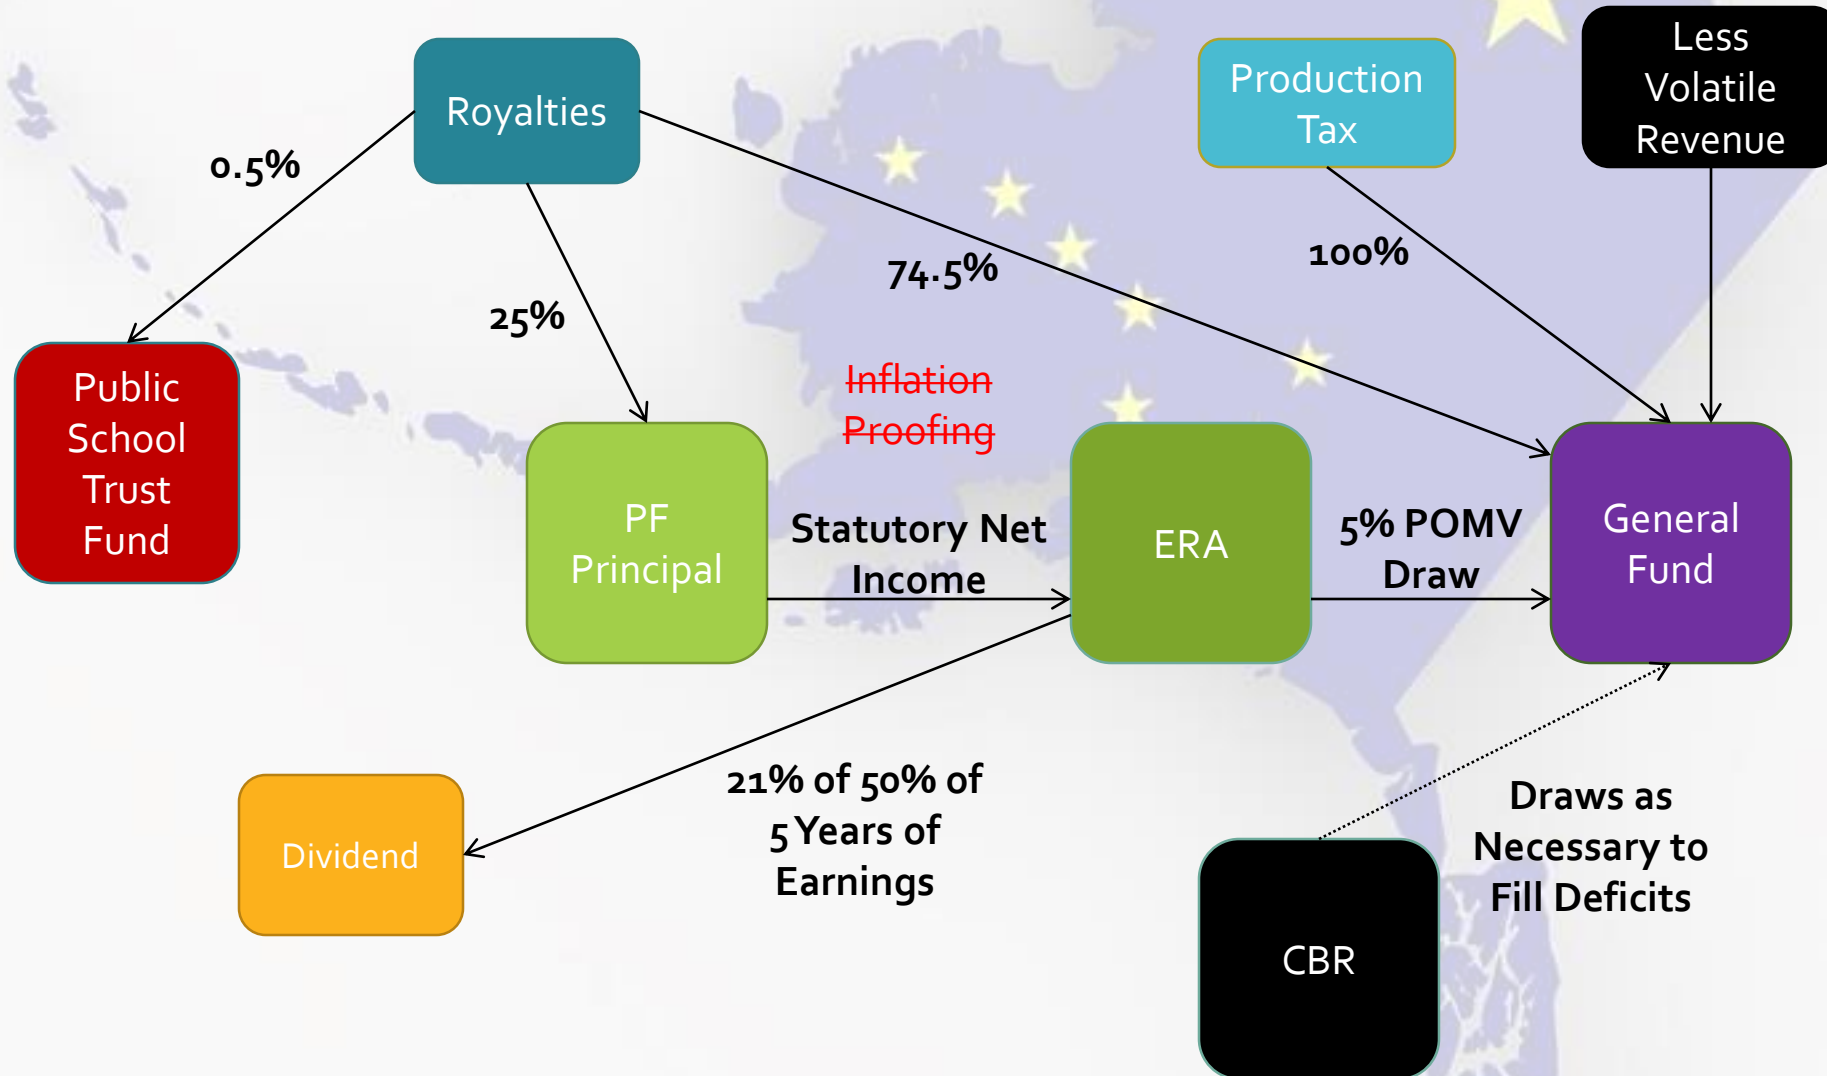 Royalties
Production
Tax
Less
Volatile
Revenue
0.5%
25%
74.5%
100%
Public
School
Trust
Fund
Inflation
Proofing
PF
Principal
Statutory Net
Income
ERA
5% POMV
Draw
General
Fund
Dividend
21% of 50% of
5 Years of
Earnings
Draws as
Necessary to
Fill Deficits
CBR